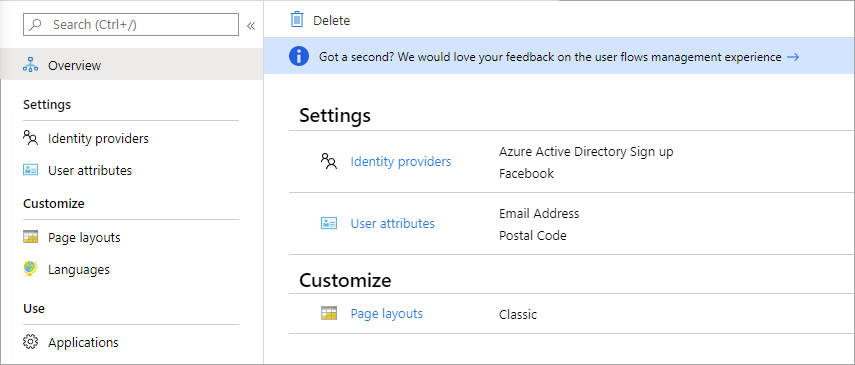 Search (Ctrl+/)
«
Overview
Settings
Identity providers
User attributes
Customize
Page layouts
Languages
Use
Applications
Delete
Got a second? We would love your feedback on the user flows management experience →
Settings
Identity providers
Azure Active Directory Sign up
Facebook
User attributes
Email Address
Postal Code
Customize
Page layouts
Classic